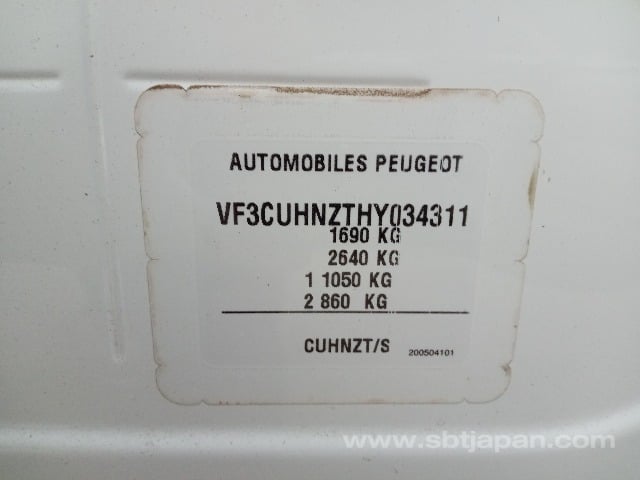 AUTOMOBILES PEUGEOT
VF3CUHNZTHY034311
1690 KG
2640 KG
1 1050 KG
2 860 KG
CUHNZT/S 200504101
www.sbtjapan.com